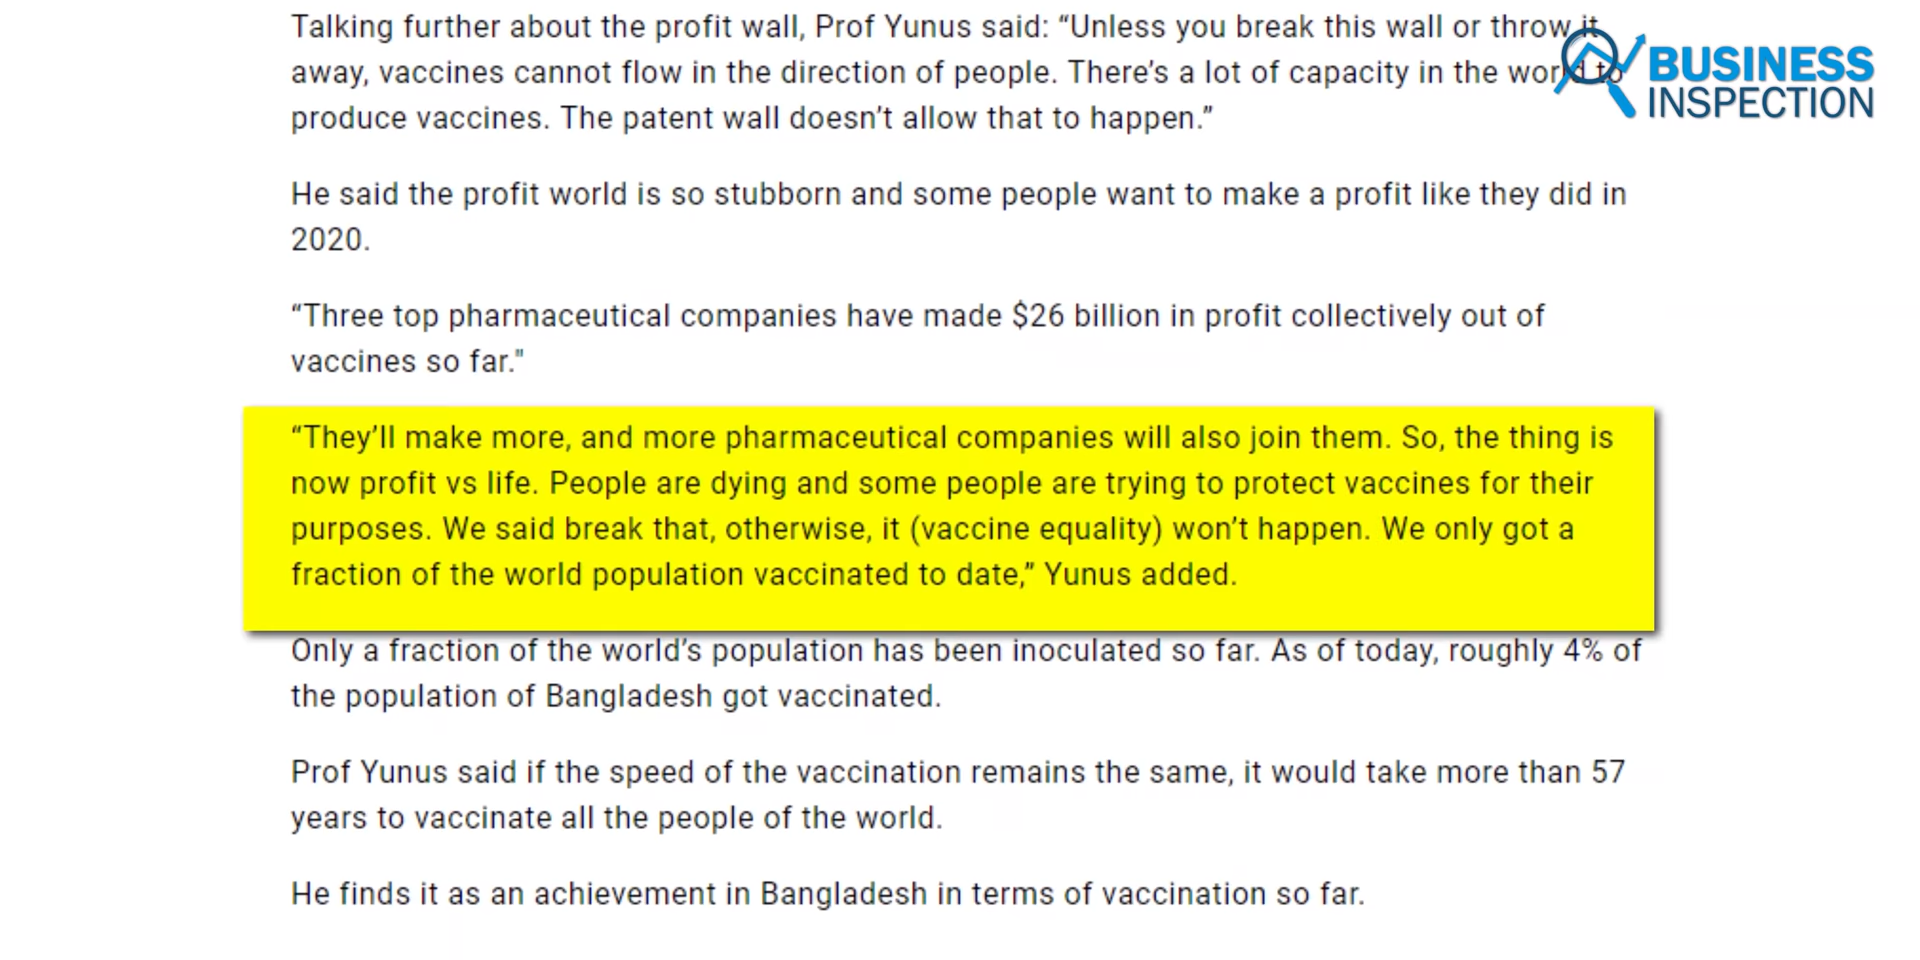 Talking further about the profit wall, Prof Yunus said: “Unless you break this wall or throw it
away, vaccines cannot flow in the direction of people. There’s a lot of capacity in the world to
produce vaccines. The patent wall doesn’t allow that to happen.”
BUSINESS
INSPECTION
He said the profit world is so stubborn and some people want to make a profit like they did in
2020.
“Three top pharmaceutical companies have made $26 billion in profit collectively out of
vaccines so far."
“They’ll make more, and more pharmaceutical companies will also join them. So, the thing is
now profit vs life. People are dying and some people are trying to protect vaccines for their
purposes. We said break that, otherwise, it (vaccine equality) won’t happen. We only got a
fraction of the world population vaccinated to date,” Yunus added.
Only a fraction of the world’s population has been inoculated so far. As of today, roughly 4% of
the population of Bangladesh got vaccinated.
Prof Yunus said if the speed of the vaccination remains the same, it would take more than 57
years to vaccinate all the people of the world.
He finds it as an achievement in Bangladesh in terms of vaccination so far.